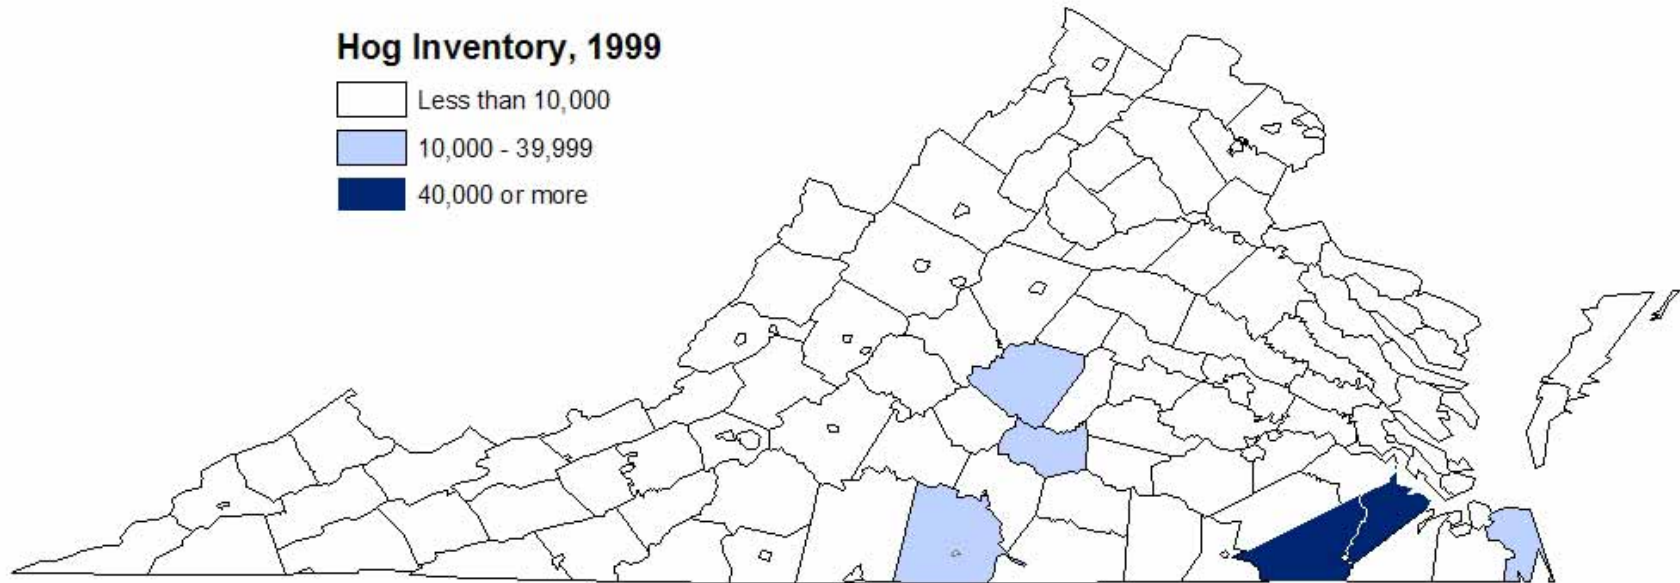 Hog Inventory, 1999
Less than 10,000
10,000 - 39,999
40,000 or more